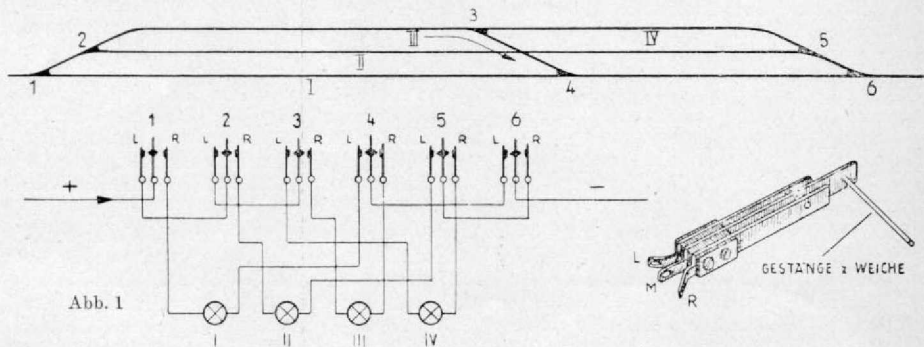 3
2 III IV 5
II
1 I 4 6
1 2 3 4 5 6
L R L R L R L R L R L R
+ −
L
M
R
GESTÄNGE z WEICHE
Abb. 1
I II III IV